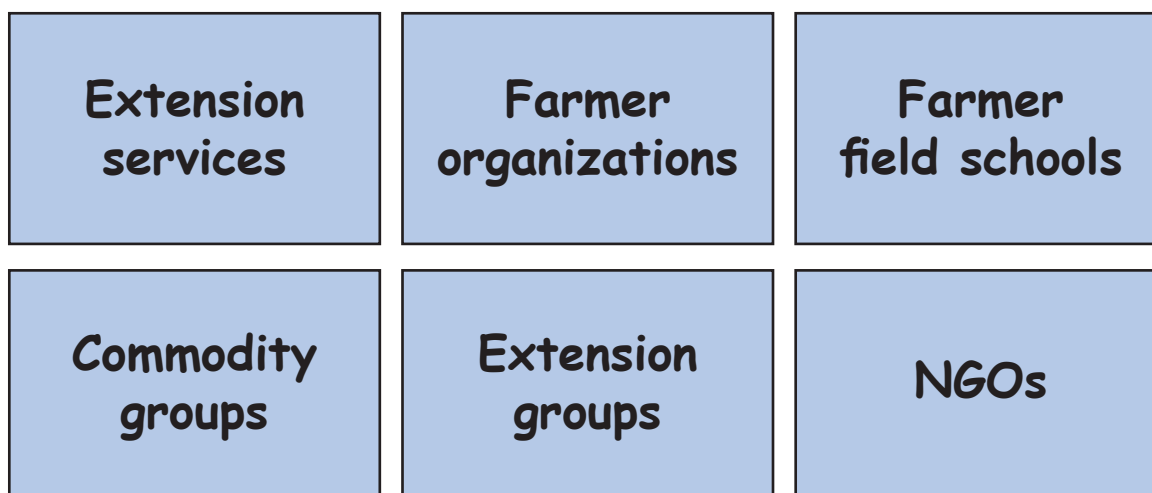 Extension
services
Farmer
organizations
Farmer
field schools
Commodity
groups
Extension
groups
NGOs